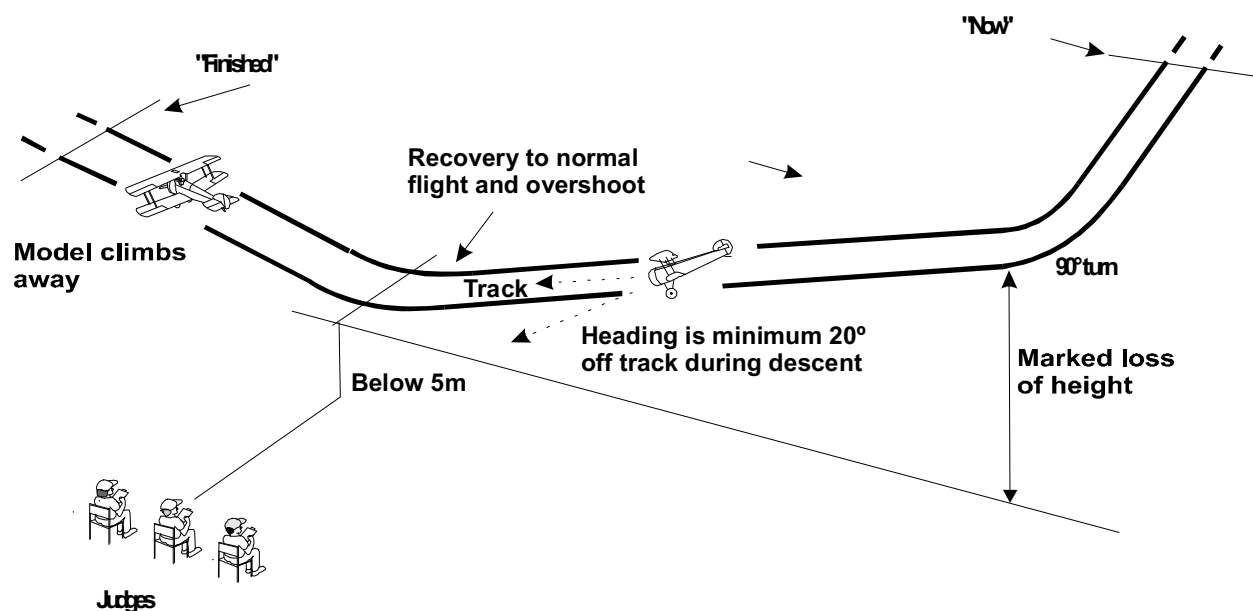 "Now"
"Finished"
Recovery to normal
flight and overshoot
Model climbs
away
90º turn
Track
Heading is minimum 20º
off track during descent
Marked loss
of height
Below 5m
Judges